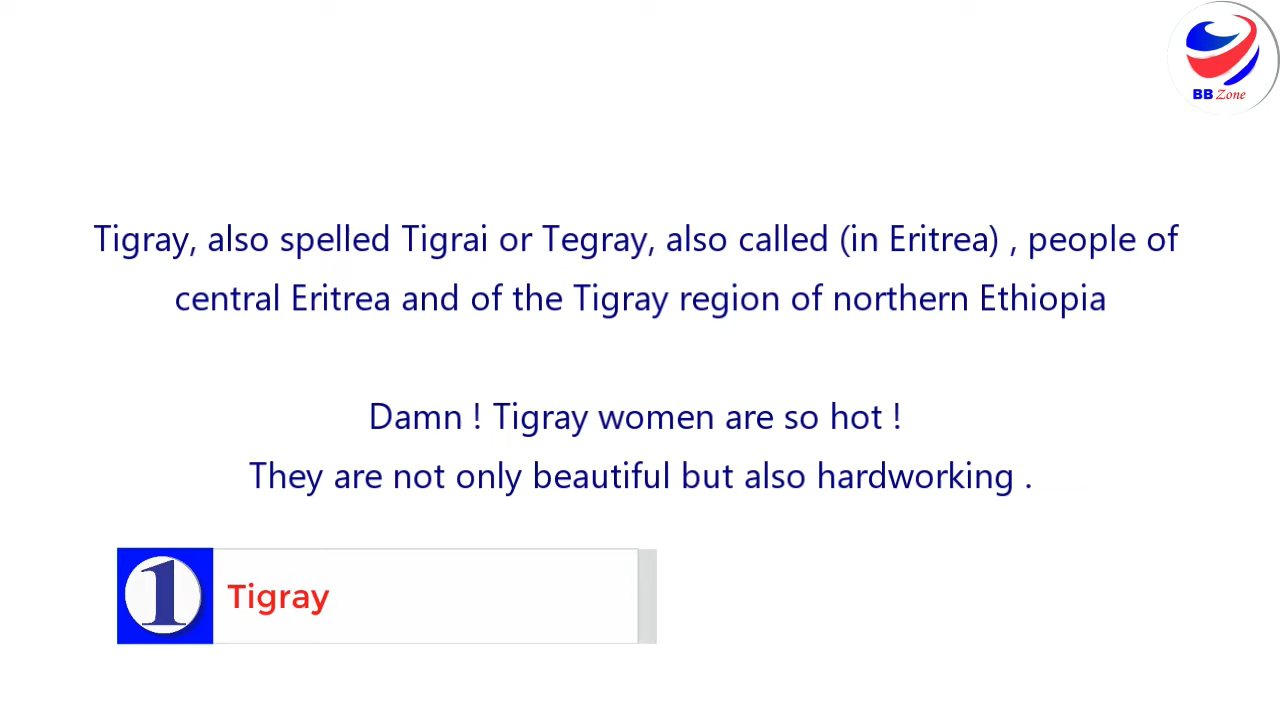 BB Zone
Tigray, also spelled Tigrai or Tegray, also called (in Eritrea) , people of
central Eritrea and of the Tigray region of northern Ethiopia
Damn ! Tigray women are so hot !
They are not only beautiful but also hardworking .
1 Tigray